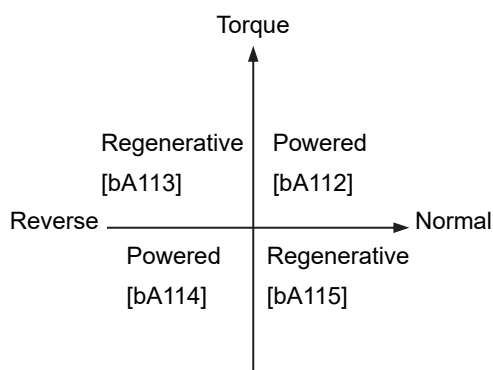 Torque
Regenerative Powered
[bA113] [bA112]
Reverse Normal
Powered Regenerative
[bA114] [bA115]